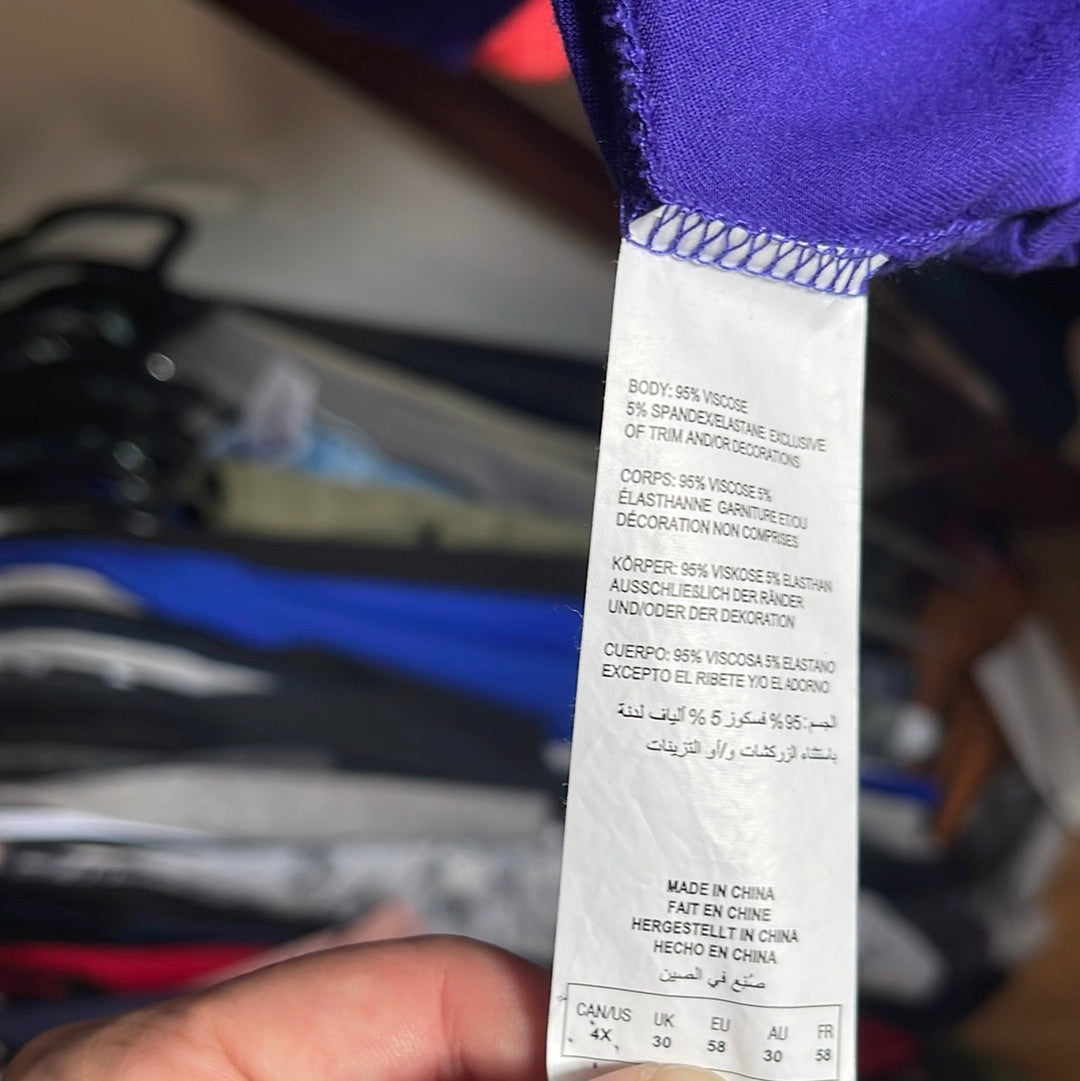 BODY: 95% VISCOSE
5% SPANDEX/ELASTANE EXCLUSIVE
OF TRIM AND/OR DECORATIONS
CORPS: 95% VISCOSE 5%
ÉLASTHANNE GARNITURE ET/OU
DÉCORATION NON COMPRISES
KÖRPER: 95% VISKOSE 5% ELASTHAN
AUSSCHLIEßLICH DER RÄNDER
UND/ODER DER DEKORATION
CUERPO: 95% VISCOSA 5% ELASTANO
EXCEPTO EL RIBETE Y/O EL ADORNO
الجسم: 95% فسكوز 5 % ألياف لدنة
باستثناء الزركشات و/أو التزيينات
MADE IN CHINA
FAIT EN CHINE
HERGESTELLT IN CHINA
HECHO EN CHINA
صُنِع في الصين
CAN/US UK EU AU FR
4X 30 58 30 58